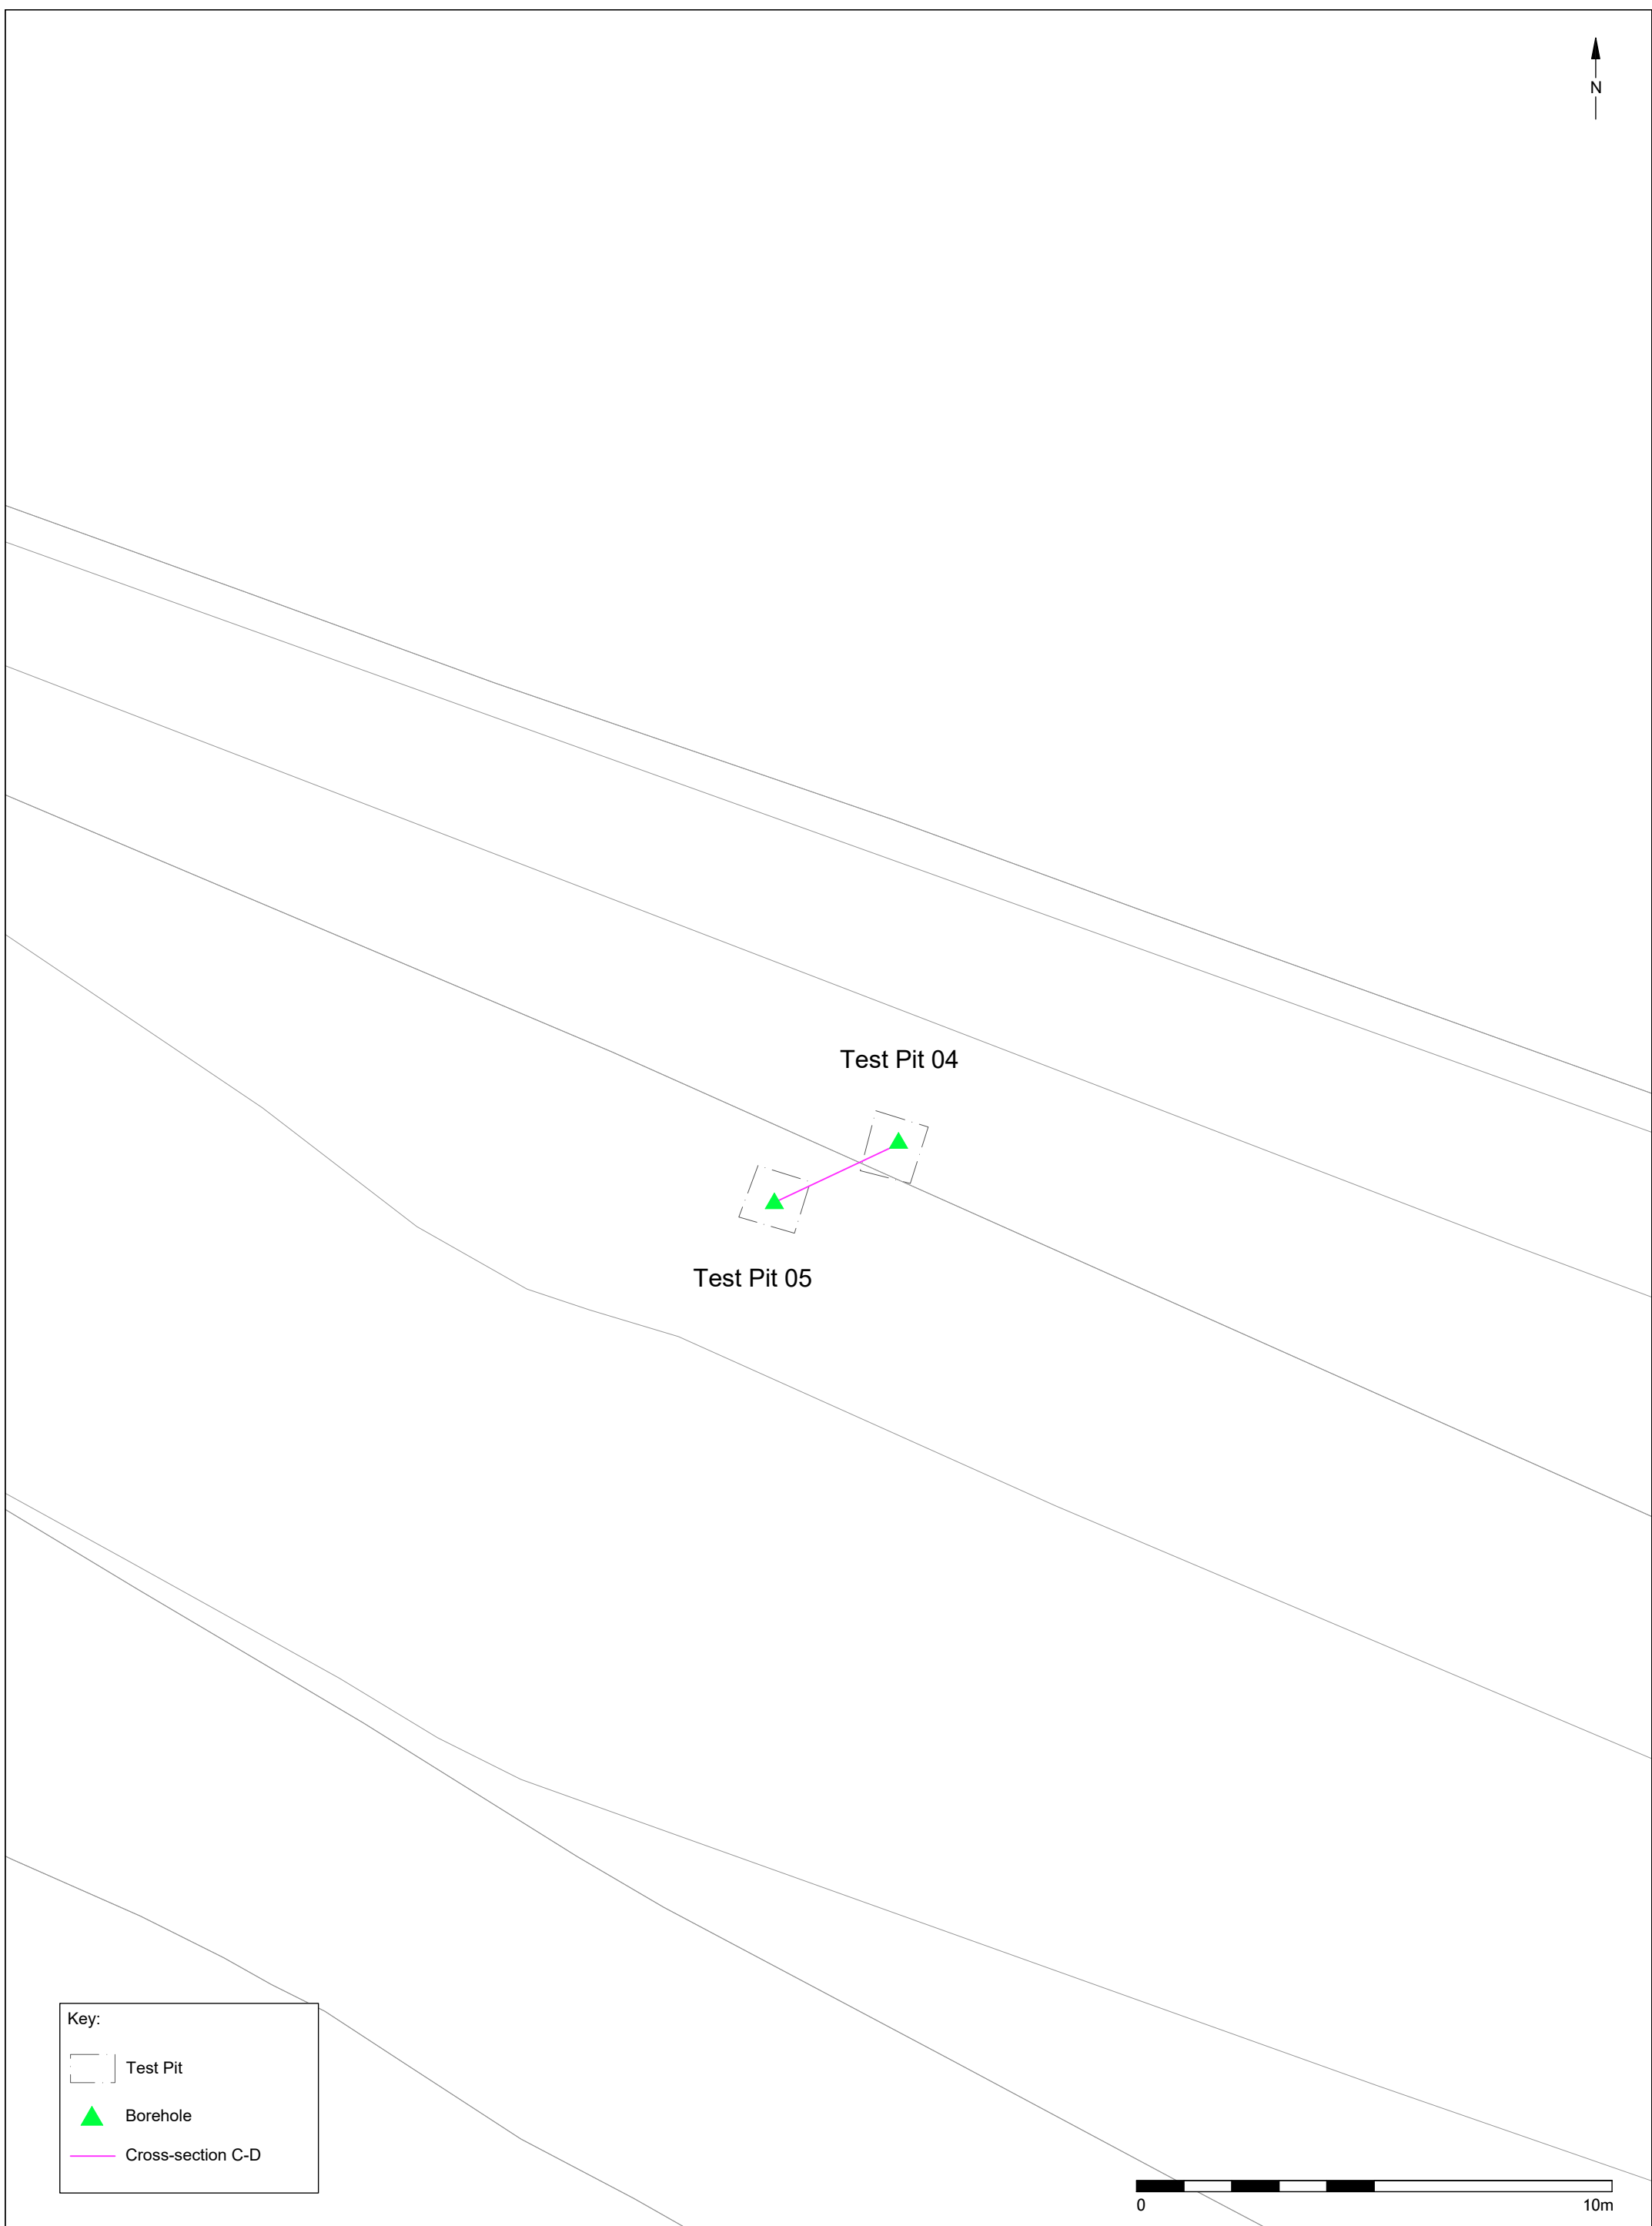 N
Test Pit 04
Test Pit 05
Key:
Test Pit
Borehole
Cross-section C-D
0 10m